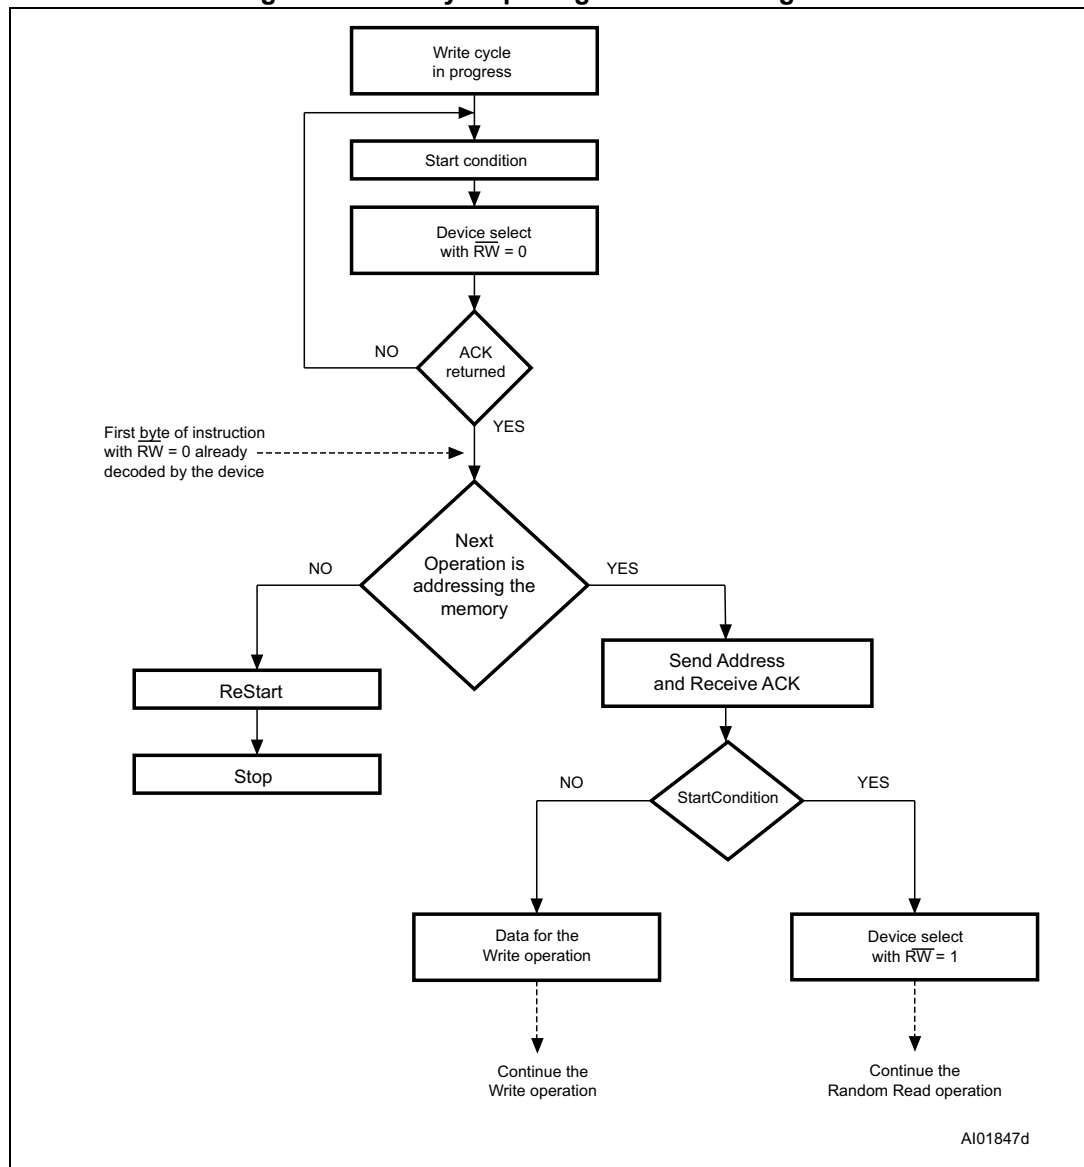 Write cycle
in progress
Start condition
Device select
with RW = 0
NO
ACK
returned
YES
First byte of instruction
with RW = 0 already
decoded by the device
Next
Operation is
addressing the
memory
NO
YES
ReStart
Send Address
and Receive ACK
Stop
NO
StartCondition
YES
Data for the
Write operation
Device select
with RW = 1
Continue the
Write operation
Continue the
Random Read operation
AI01847d